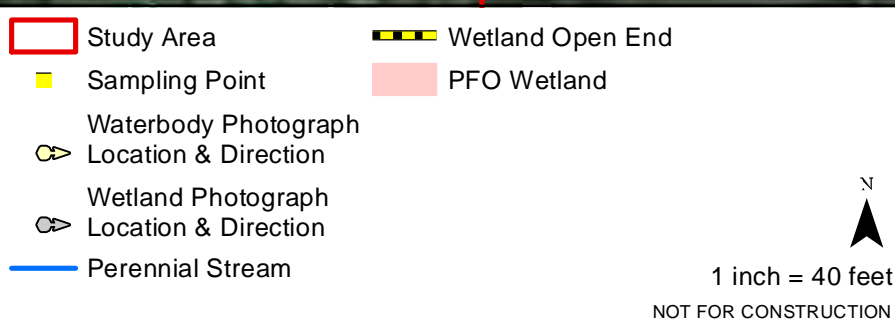 Study Area
Sampling Point
Waterbody Photograph
Location & Direction
Wetland Photograph
Location & Direction
Perennial Stream
Wetland Open End
PFO Wetland
N
1 inch = 40 feet
NOT FOR CONSTRUCTION